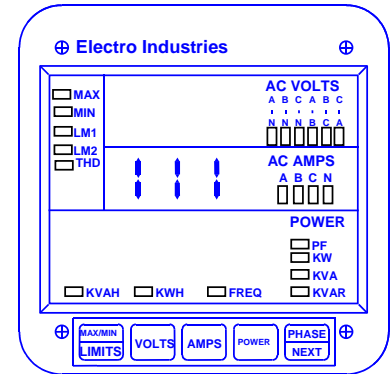 Electro Industries
AC VOLTS
A B C A B C
- - - - - -
N N N B C A
MAX
MIN
LM1
LM2
THD
AC AMPS
A B C N
111
POWER
PF
KW
KVA
KVAH KWH FREQ KVAR
MAX/MIN
LIMITS
VOLTS
AMPS
POWER
PHASE
NEXT